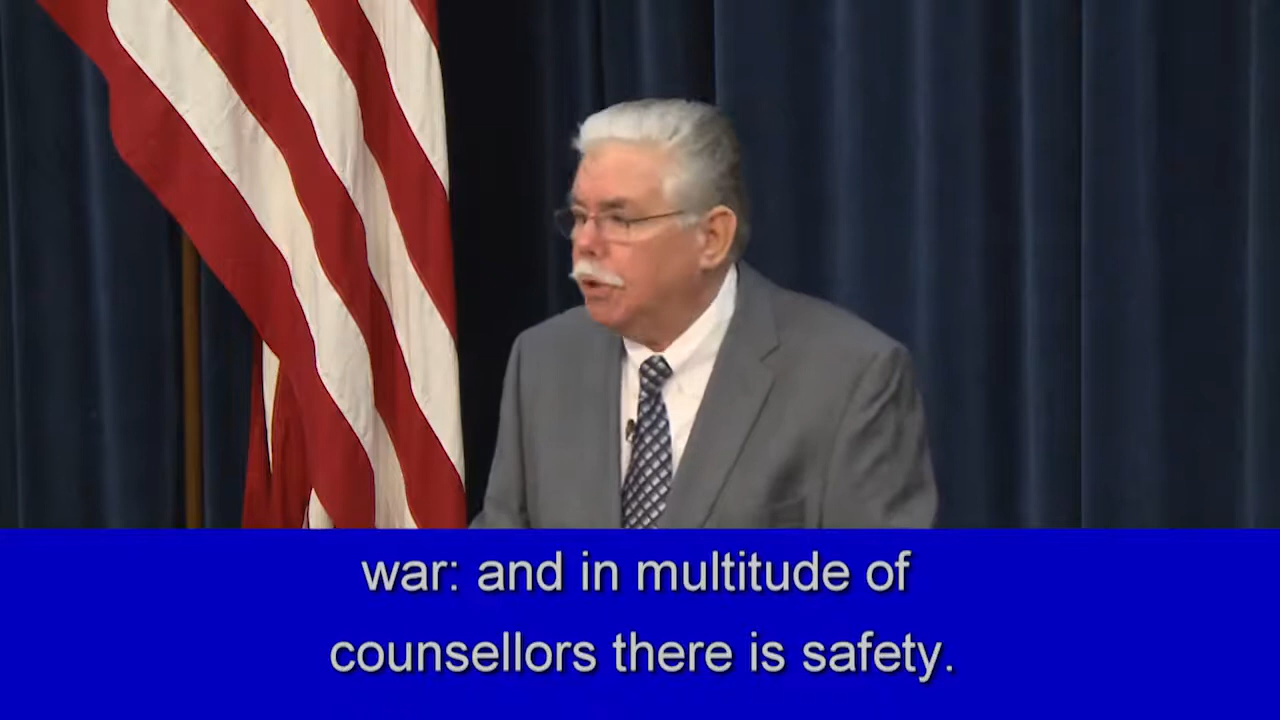 war: and in multitude of
counsellors there is safety.